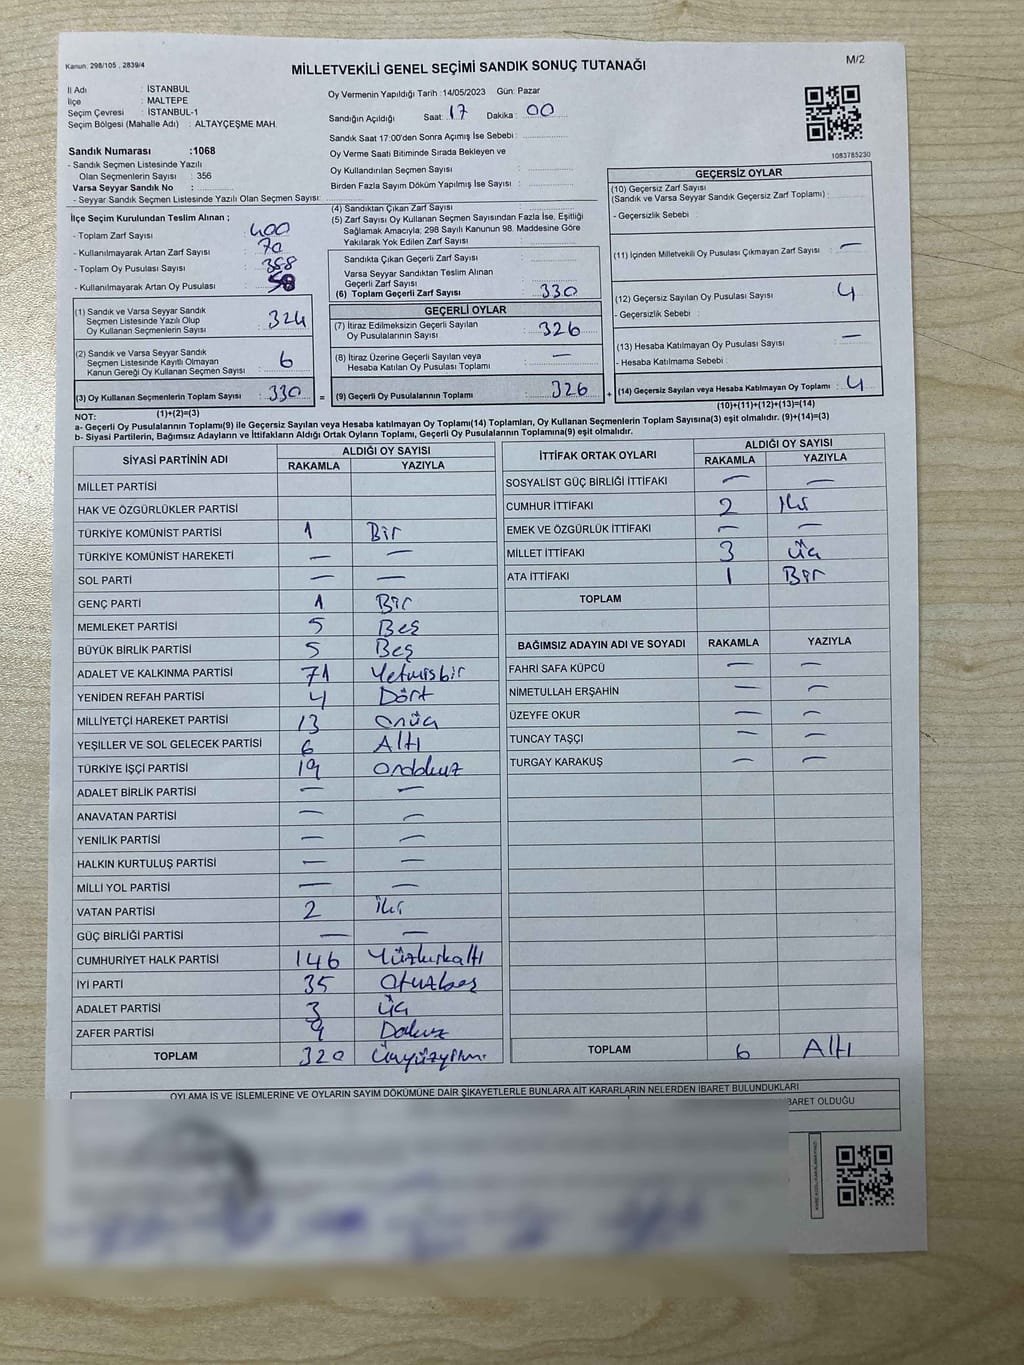 Kanun: 298/105 , 2839/4
M/2
MİLLETVEKİLİ GENEL SEÇİMİ SANDIK SONUÇ TUTANAĞI
İl Adı : İSTANBUL
İlçe : MALTEPE
Seçim Çevresi : İSTANBUL-1
Seçim Bölgesi (Mahalle Adı) : ALTAYÇEŞME MAH.
Oy Vermenin Yapıldığı Tarih :14/05/2023 Gün: Pazar
Sandığın Açıldığı Saat: 17 Dakika: 00
Sandık Saat 17:00'den Sonra Açımış İse Sebebi :
Oy Verme Saati Bitiminde Sırada Bekleyen ve
Oy Kullandırılan Seçmen Sayısı :
Birden Fazla Sayım Döküm Yapılmış İse Sayısı :
1083785230
Sandık Numarası :1068
- Sandık Seçmen Listesinde Yazılı
Olan Seçmenlerin Sayısı : 356
Varsa Seyyar Sandık No :
- Seyyar Sandık Seçmen Listesinde Yazılı Olan Seçmen Sayısı :
İlçe Seçim Kurulundan Teslim Alınan ;
- Toplam Zarf Sayısı : 400
- Kullanılmayarak Artan Zarf Sayısı : 70
- Toplam Oy Pusulası Sayısı : 388
- Kullanılmayarak Artan Oy Pusulası : 58
(1) Sandık ve Varsa Seyyar Sandık
Seçmen Listesinde Yazılı Olup
Oy Kullanan Seçmenlerin Sayısı : 324
(2) Sandık ve Varsa Seyyar Sandık
Seçmen Listesinde Kayıtlı Olmayan
Kanun Gereği Oy Kullanan Seçmen Sayısı : 6
(3) Oy Kullanan Seçmenlerin Toplam Sayısı : 330
(1)+(2)=(3)
(4) Sandıktan Çıkan Zarf Sayısı :
(5) Zarf Sayısı Oy Kullanan Seçmen Sayısından Fazla İse, Eşitliği
Sağlamak Amacıyla; 298 Sayılı Kanunun 98. Maddesine Göre
Yakılarak Yok Edilen Zarf Sayısı :
Sandıkta Çıkan Geçerli Zarf Sayısı :
Varsa Seyyar Sandıktan Teslim Alınan
Geçerli Zarf Sayısı :
(6) Toplam Geçerli Zarf Sayısı : 330
GEÇERLİ OYLAR
(7) İtiraz Edilmeksizin Geçerli Sayılan
Oy Pusulalarının Sayısı : 326
(8) İtiraz Üzerine Geçerli Sayılan veya
Hesaba Katılan Oy Pusulası Toplamı : —
= (9) Geçerli Oy Pusulalarının Toplamı : 326
GEÇERSİZ OYLAR
(10) Geçersiz Zarf Sayısı
(Sandık ve Varsa Seyyar Sandık Geçersiz Zarf Toplamı) :
- Geçersizlik Sebebi :
(11) İçinden Milletvekili Oy Pusulası Çıkmayan Zarf Sayısı : —
(12) Geçersiz Sayılan Oy Pusulası Sayısı : 4
- Geçersizlik Sebebi :
(13) Hesaba Katılmayan Oy Pusulası Sayısı : —
- Hesaba Katılmama Sebebi :
+ (14) Geçersiz Sayılan veya Hesaba Katılmayan Oy Toplamı : 4
(10)+(11)+(12)+(13)=(14)
NOT:
a- Geçerli Oy Pusulalarının Toplamı(9) ile Geçersiz Sayılan veya Hesaba katılmayan Oy Toplamı(14) Toplamları, Oy Kullanan Seçmenlerin Toplam Sayısına(3) eşit olmalıdır. (9)+(14)=(3)
b- Siyasi Partilerin, Bağımsız Adayların ve İttifakların Aldığı Ortak Oyların Toplamı, Geçerli Oy Pusulalarının Toplamına(9) eşit olmalıdır.
SİYASİ PARTİNİN ADI ALDIĞI OY SAYISI
RAKAMLA YAZIYLA
MİLLET PARTİSİ
HAK VE ÖZGÜRLÜKLER PARTİSİ
TÜRKİYE KOMÜNİST PARTİSİ 1 Bir
TÜRKİYE KOMÜNİST HAREKETİ — —
SOL PARTİ — —
GENÇ PARTİ 1 Bir
MEMLEKET PARTİSİ 5 Beş
BÜYÜK BİRLİK PARTİSİ 5 Beş
ADALET VE KALKINMA PARTİSİ 71 Yetmişbir
YENİDEN REFAH PARTİSİ 4 Dört
MİLLİYETÇİ HAREKET PARTİSİ 13 onüç
YEŞİLLER VE SOL GELECEK PARTİSİ 6 Altı
TÜRKİYE İŞÇİ PARTİSİ 19 ondokuz
ADALET BİRLİK PARTİSİ — —
ANAVATAN PARTİSİ — —
YENİLİK PARTİSİ — —
HALKIN KURTULUŞ PARTİSİ — —
MİLLİ YOL PARTİSİ — —
VATAN PARTİSİ 2 İki
GÜÇ BİRLİĞİ PARTİSİ — —
CUMHURİYET HALK PARTİSİ 146 Yüzkırkaltı
İYİ PARTİ 35 otuzbeş
ADALET PARTİSİ 3 üç
ZAFER PARTİSİ 9 Dokuz
TOPLAM 320 Üçyüzyirmi
İTTİFAK ORTAK OYLARI ALDIĞI OY SAYISI
RAKAMLA YAZIYLA
SOSYALİST GÜÇ BİRLİĞİ İTTİFAKI — —
CUMHUR İTTİFAKI 2 İki
EMEK VE ÖZGÜRLÜK İTTİFAKI — —
MİLLET İTTİFAKI 3 üç
ATA İTTİFAKI 1 Bir
TOPLAM
BAĞIMSIZ ADAYIN ADI VE SOYADI RAKAMLA YAZIYLA
FAHRİ SAFA KÜPCÜ — —
NİMETULLAH ERŞAHİN — —
ÜZEYFE OKUR — —
TUNCAY TAŞÇI — —
TURGAY KARAKUŞ — —
TOPLAM 6 Altı
OYLAMA İŞ VE İŞLEMLERİNE VE OYLARIN SAYIM DÖKÜMÜNE DAİR ŞİKAYETLERLE BUNLARA AİT KARARLARIN NELERDEN İBARET BULUNDUKLARI
İBARET OLDUĞU